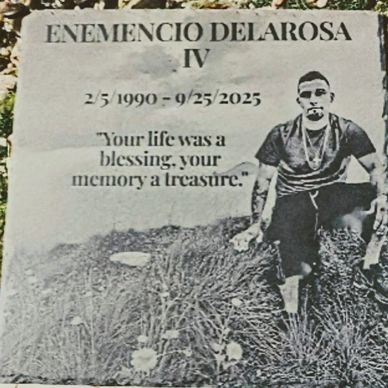 ENEMENCIO DELAROSA
IV
2/5/1990 - 9/25/2025
"Your life was a
blessing, your
memory a treasure."